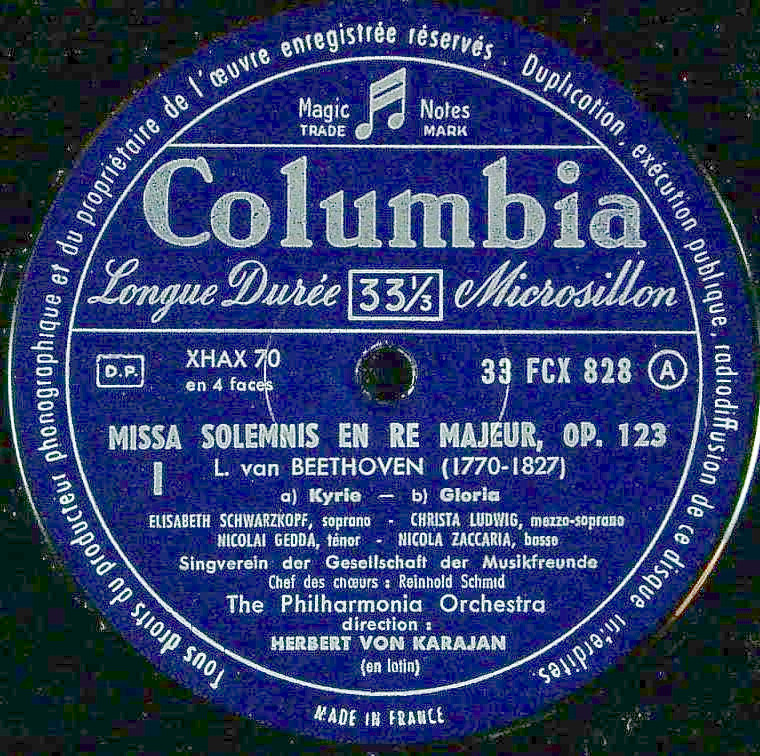 Tous droits du producteur phonographique et du propriétaire de l'œuvre enregistrée réservés. Duplication, exécution publique, radiodiffusion de ce disque interdites.
Magic Notes
TRADE MARK
Columbia
Longue Durée 33⅓ Microsillon
D.P. XHAX 70 33 FCX 828 A
en 4 faces
MISSA SOLEMNIS EN RE MAJEUR, OP. 123
I L. van BEETHOVEN (1770-1827)
a) Kyrie — b) Gloria
ELISABETH SCHWARZKOPF, soprano - CHRISTA LUDWIG, mezzo-soprano
NICOLAI GEDDA, ténor - NICOLA ZACCARIA, basse
Singverein der Gesellschaft der Musikfreunde
Chef des chœurs : Reinhold Schmid
The Philharmonia Orchestra
direction :
HERBERT VON KARAJAN
(en latin)
MADE IN FRANCE